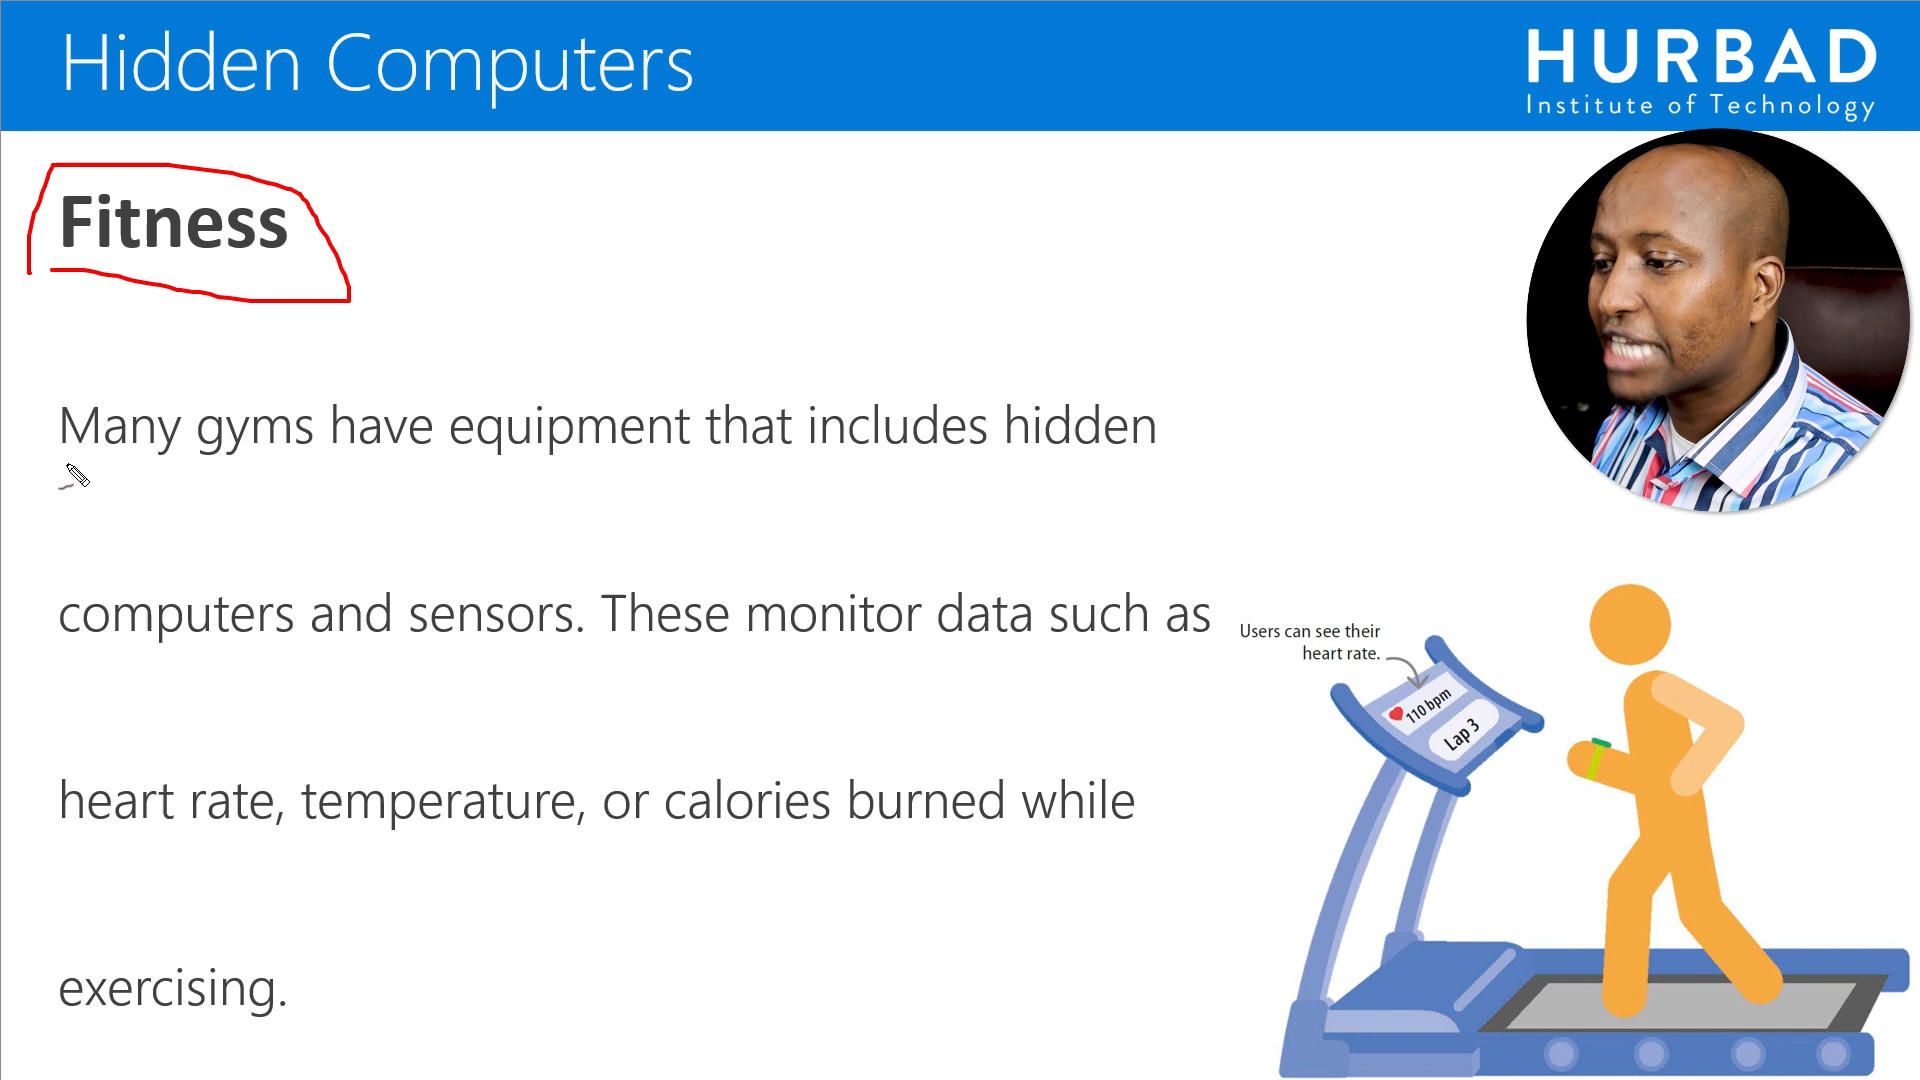 Hidden Computers
HURBAD
Institute of Technology
Fitness
Many gyms have equipment that includes hidden
computers and sensors. These monitor data such as
heart rate, temperature, or calories burned while
exercising.
Users can see their
heart rate.
110 bpm
Lap 3